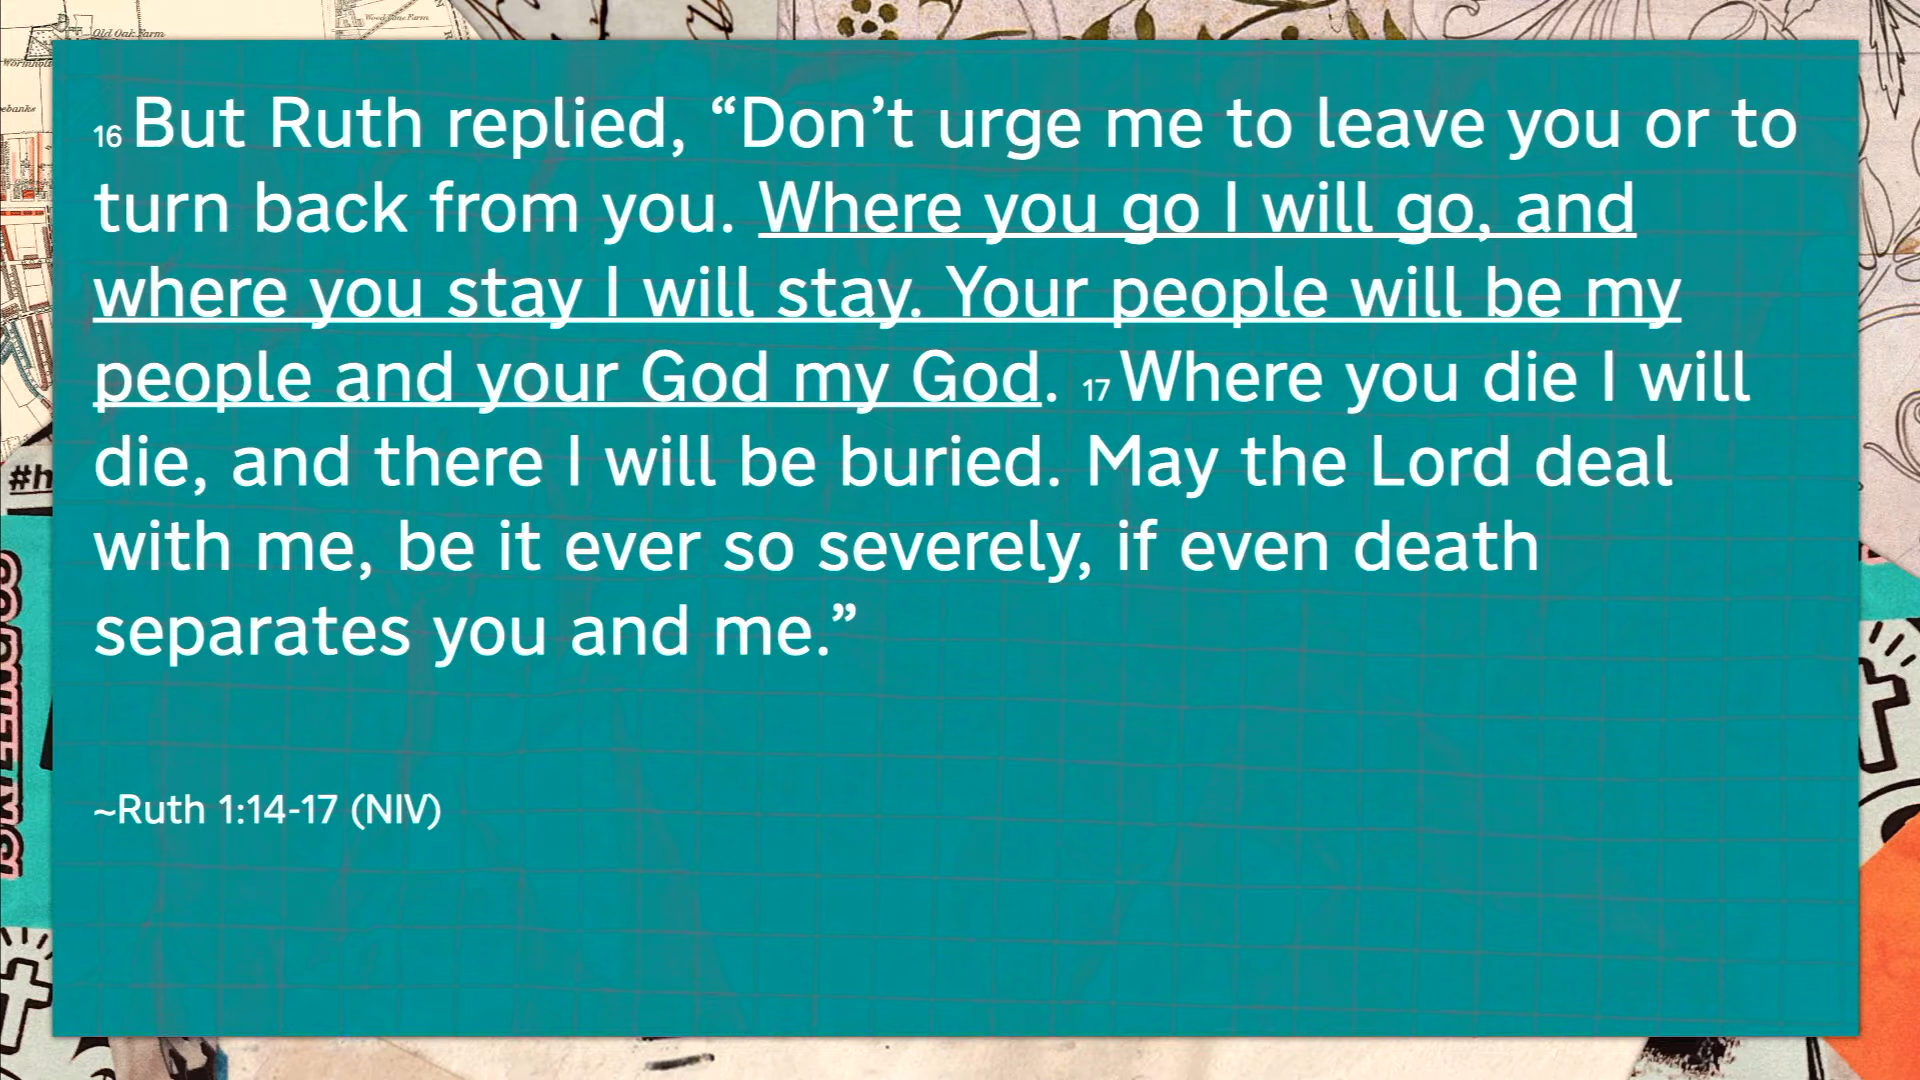 Old Oak Farm
16 But Ruth replied, “Don’t urge me to leave you or to
turn back from you. Where you go I will go, and
where you stay I will stay. Your people will be my
people and your God my God. 17 Where you die I will
die, and there I will be buried. May the Lord deal
with me, be it ever so severely, if even death
separates you and me.”
~Ruth 1:14-17 (NIV)
#h